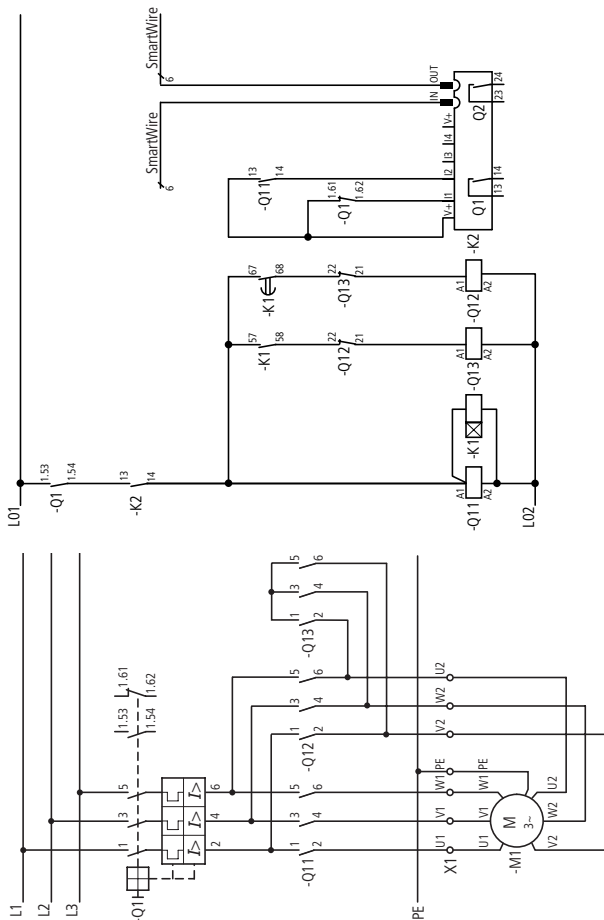 L1
L2
L3
-Q1
1
3
5
1.53
1.54
1.61
1.62
I>
I>
I>
2
4
6
-Q11
1
3
5
2
4
6
-Q12
1
3
5
2
4
6
-Q13
1
3
5
2
4
6
PE
X1
U1
V1
W1
PE
V2
W2
U2
U1
V1
W1
PE
-M1
M
3~
V2
W2
U2
L01
-Q1
1.53
1.54
-K2
13
14
-K1
57
58
-K1
67
68
-Q12
22
21
-Q13
22
21
-Q11
A1
A2
-K1
-Q13
A1
A2
-Q12
A1
A2
L02
SmartWire
6
SmartWire
6
-Q11
13
14
-Q1
1.61
1.62
V+
I1
I2
I3
I4
V+
IN
OUT
-K2
Q1
13
14
Q2
23
24